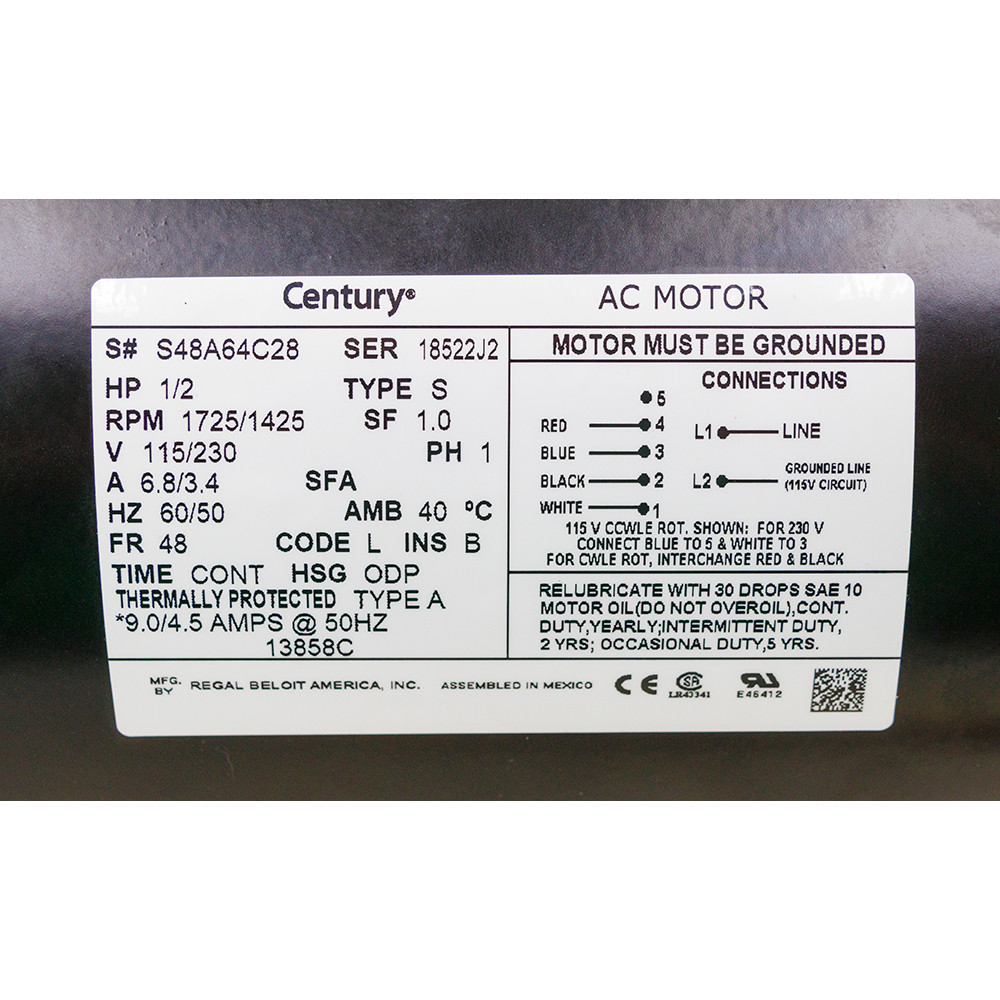 Century® AC MOTOR
S# S48A64C28 SER 18522J2
HP 1/2 TYPE S
RPM 1725/1425 SF 1.0
V 115/230 PH 1
A 6.8/3.4 SFA
HZ 60/50 AMB 40 ºC
FR 48 CODE L INS B
TIME CONT HSG ODP
THERMALLY PROTECTED TYPE A
*9.0/4.5 AMPS @ 50HZ
13858C
MOTOR MUST BE GROUNDED
CONNECTIONS
5
RED 4 L1 LINE
BLUE 3
BLACK 2 L2 GROUNDED LINE
(115V CIRCUIT)
WHITE 1
115 V CCWLE ROT. SHOWN: FOR 230 V
CONNECT BLUE TO 5 & WHITE TO 3
FOR CWLE ROT, INTERCHANGE RED & BLACK
RELUBRICATE WITH 30 DROPS SAE 10
MOTOR OIL(DO NOT OVEROIL),CONT.
DUTY,YEARLY;INTERMITTENT DUTY,
2 YRS; OCCASIONAL DUTY,5 YRS.
MFG. BY REGAL BELOIT AMERICA, INC. ASSEMBLED IN MEXICO CE SA LR43341 UR E46412